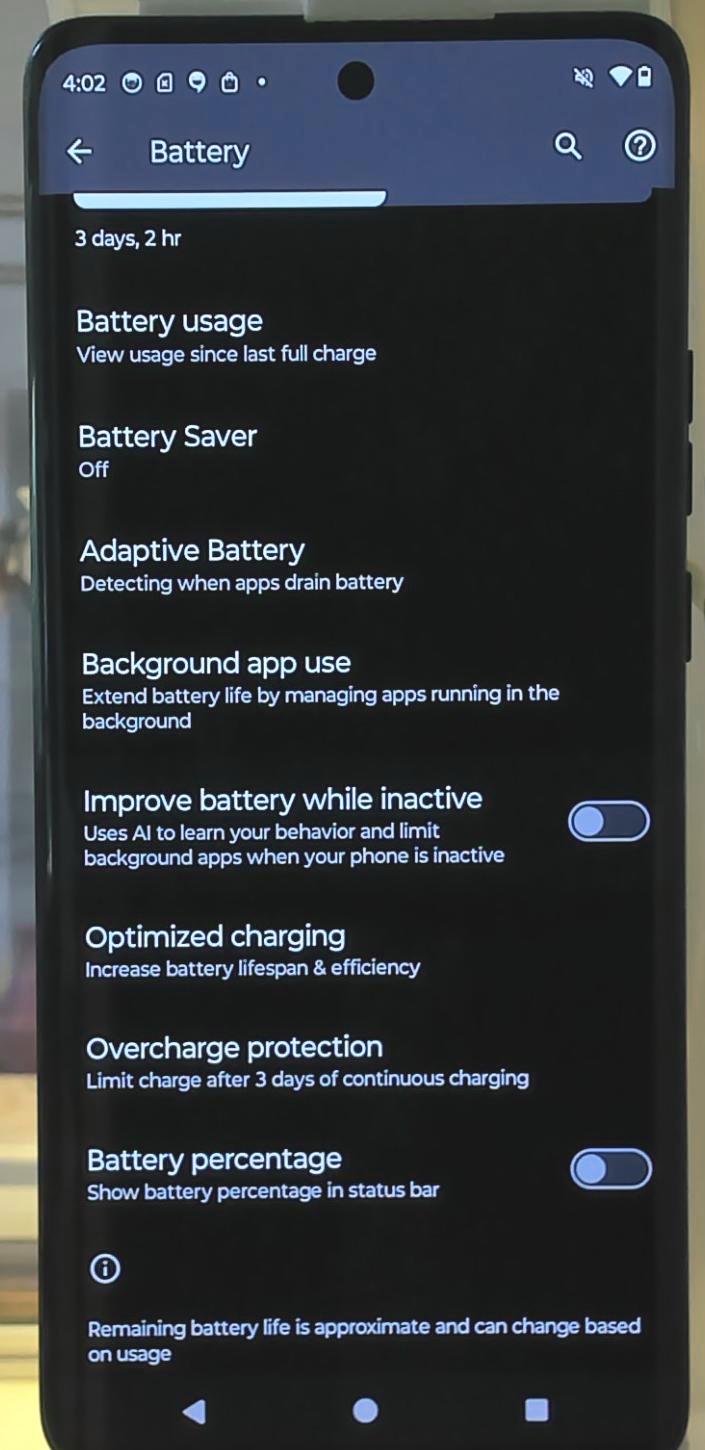 4:02
Battery
3 days, 2 hr
Battery usage
View usage since last full charge
Battery Saver
Off
Adaptive Battery
Detecting when apps drain battery
Background app use
Extend battery life by managing apps running in the
background
Improve battery while inactive
Uses AI to learn your behavior and limit
background apps when your phone is inactive
Optimized charging
Increase battery lifespan & efficiency
Overcharge protection
Limit charge after 3 days of continuous charging
Battery percentage
Show battery percentage in status bar
Remaining battery life is approximate and can change based
on usage